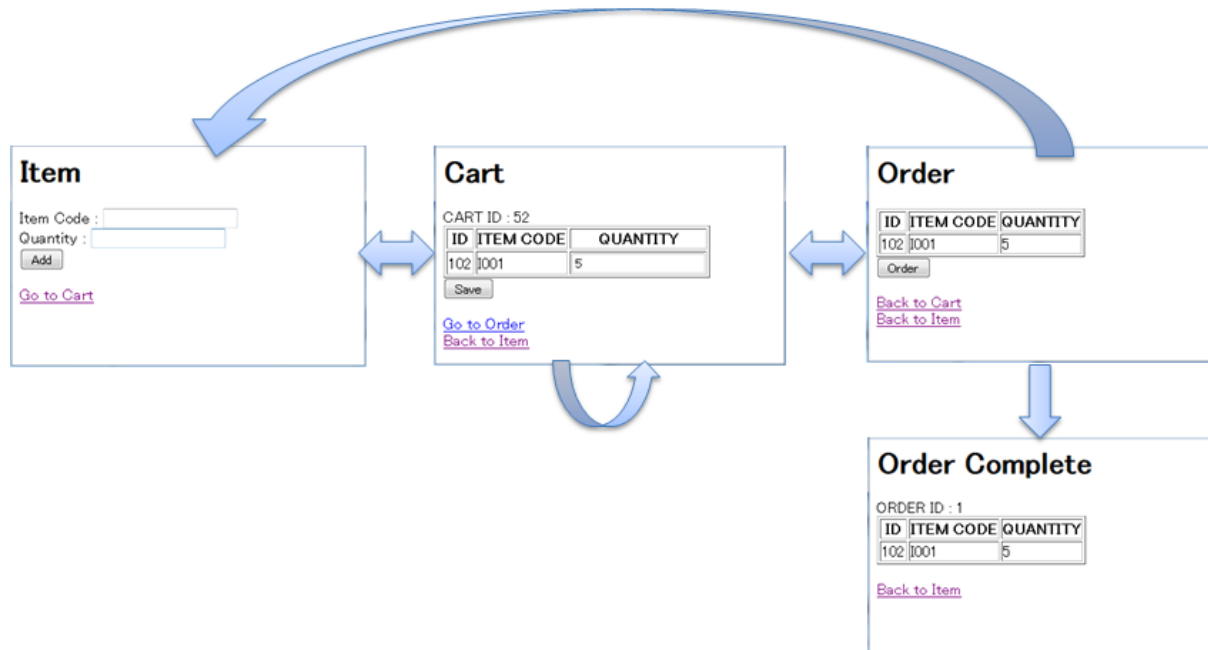 Item
Item Code :
Quantity :
Add
Go to Cart
Cart
CART ID : 52
ID ITEM CODE QUANTITY
102 I001 5
Save
Go to Order
Back to Item
Order
ID ITEM CODE QUANTITY
102 I001 5
Order
Back to Cart
Back to Item
Order Complete
ORDER ID : 1
ID ITEM CODE QUANTITY
102 I001 5
Back to Item